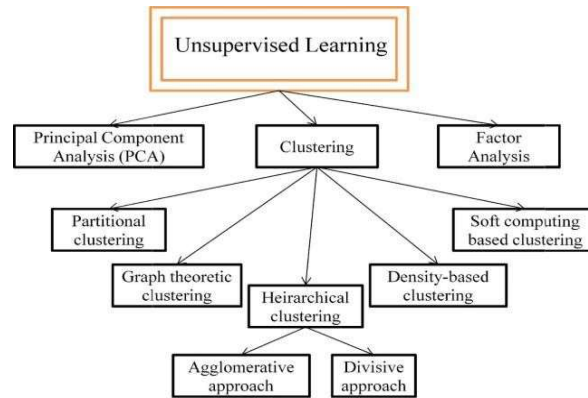 Unsupervised Learning
Principal Component
Analysis (PCA)
Clustering
Factor
Analysis
Partitional
clustering
Soft computing
based clustering
Graph theoretic
clustering
Density-based
clustering
Heirarchical
clustering
Agglomerative
approach
Divisive
approach